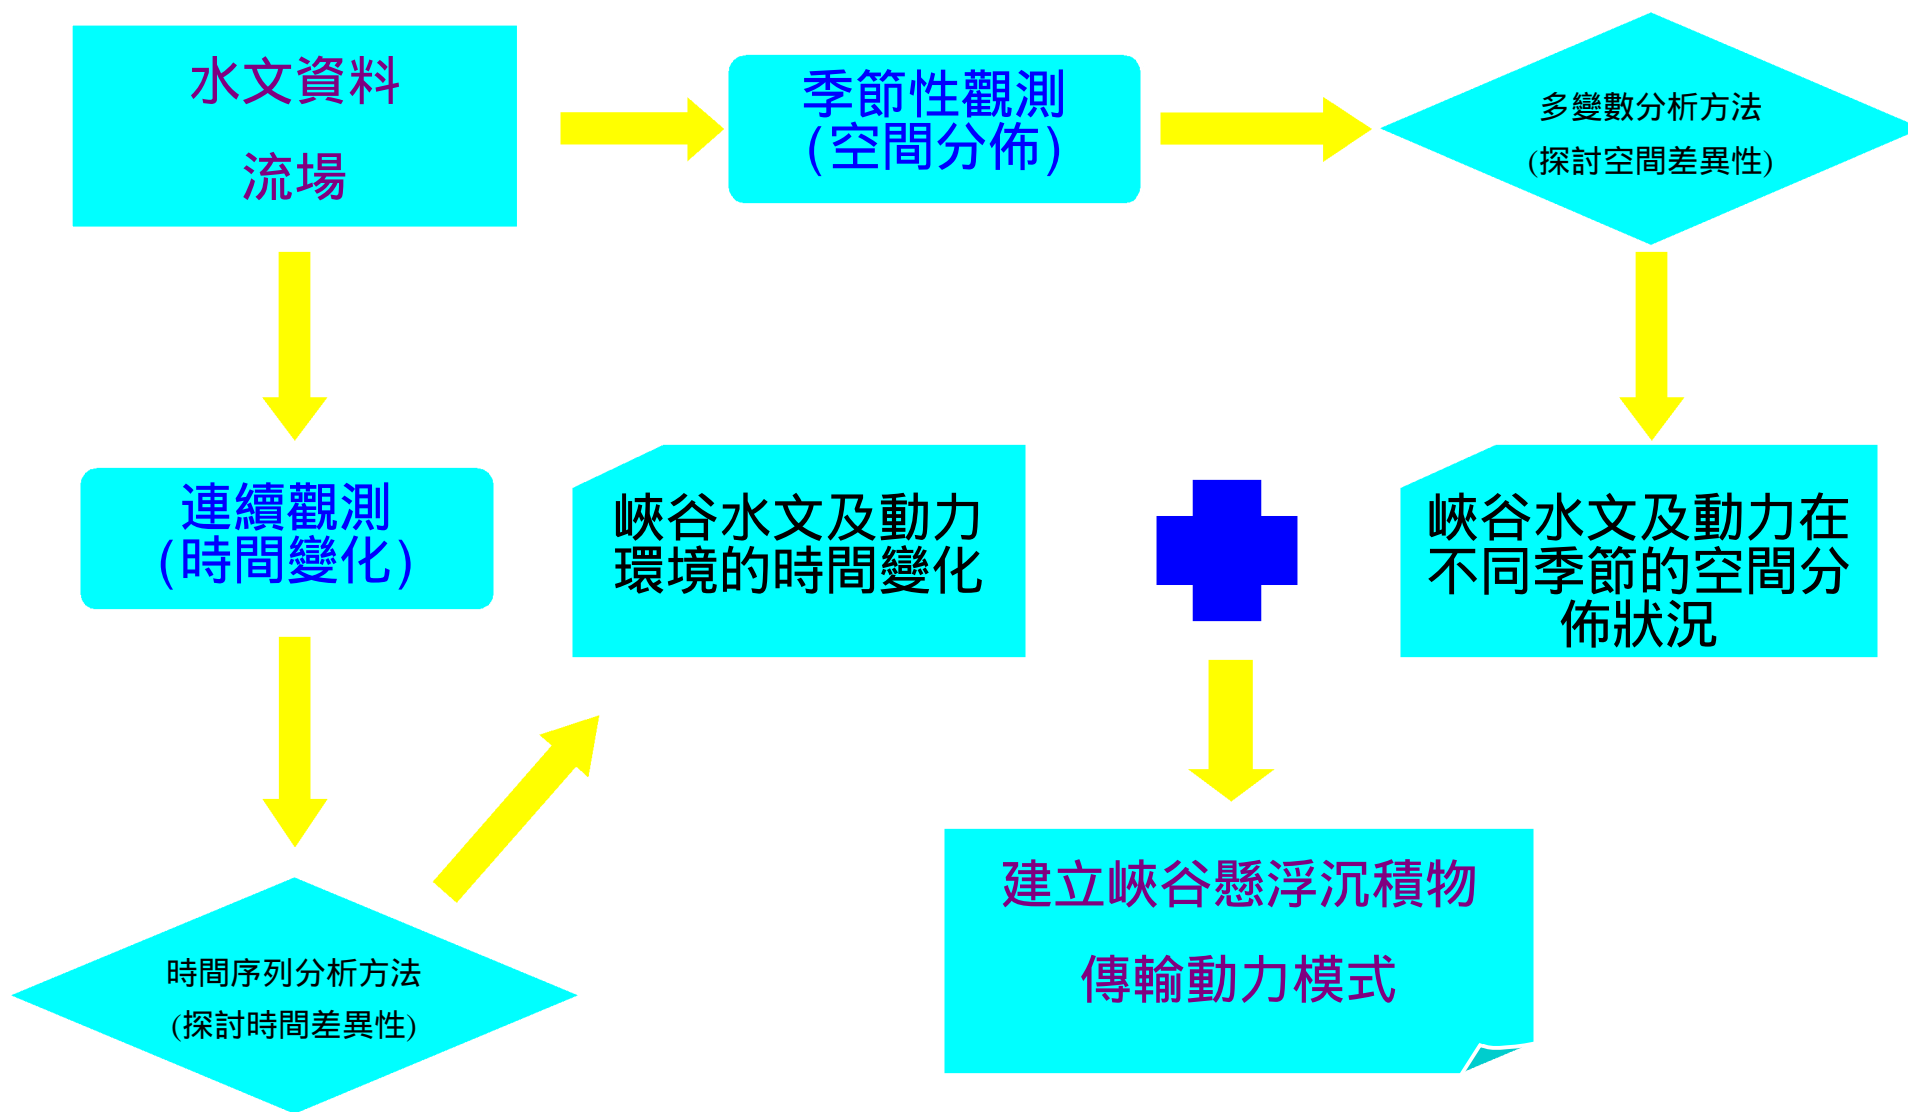 水文資料
流場
季節性觀測
(空間分佈)
多變數分析方法
(探討空間差異性)
連續觀測
(時間變化)
峽谷水文及動力
環境的時間變化
峽谷水文及動力在
不同季節的空間分
佈狀況
時間序列分析方法
(探討時間差異性)
建立峽谷懸浮沉積物
傳輸動力模式